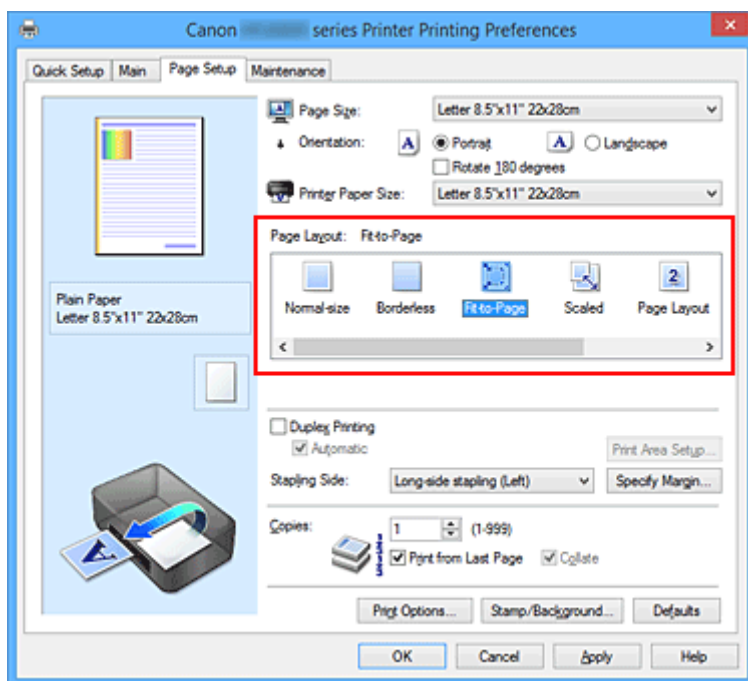 Canon series Printer Printing Preferences
Quick Setup Main Page Setup Maintenance
Page Size: Letter 8.5"x11" 22x28cm
Orientation: A Portrait A Landscape
Rotate 180 degrees
Printer Paper Size: Letter 8.5"x11" 22x28cm
Page Layout: Fit-to-Page
2
Normal-size Borderless Fit-to-Page Scaled Page Layout
Plain Paper
Letter 8.5"x11" 22x28cm
Duplex Printing
Automatic
Print Area Setup...
Stapling Side: Long-side stapling (Left) Specify Margin...
Copies: 1 (1-999)
Print from Last Page Collate
A
Print Options... Stamp/Background... Defaults
OK Cancel Apply Help